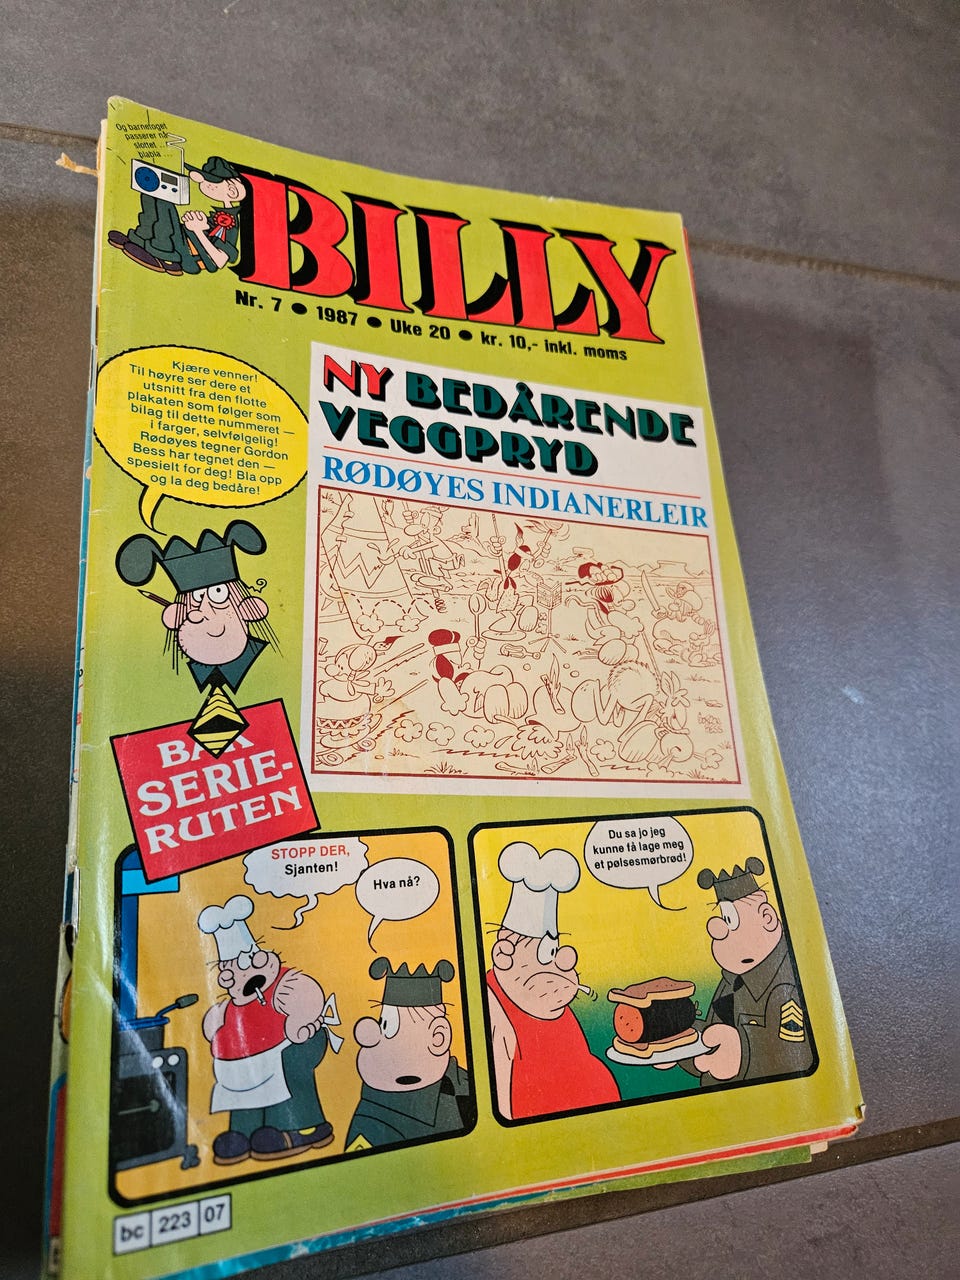 Og barnetoget
passerer nå
slottet ...
blabla ...
BILLY
Nr. 7 ● 1987 ● Uke 20 ● kr. 10,- inkl. moms
Kjære venner!
Til høyre ser dere et
utsnitt fra den flotte
plakaten som følger som
bilag til dette nummeret —
i farger, selvfølgelig!
Rødøyes tegner Gordon
Bess har tegnet den —
spesielt for deg! Bla opp
og la deg bedåre!
NY BEDÅRENDE
VEGGPRYD
RØDØYES INDIANERLEIR
GORDON
BESS
BAK
SERIE-
RUTEN
STOPP DER,
Sjanten!
Hva nå?
Du sa jo jeg
kunne få lage meg
et pølsesmørbrød!
bc 223 07